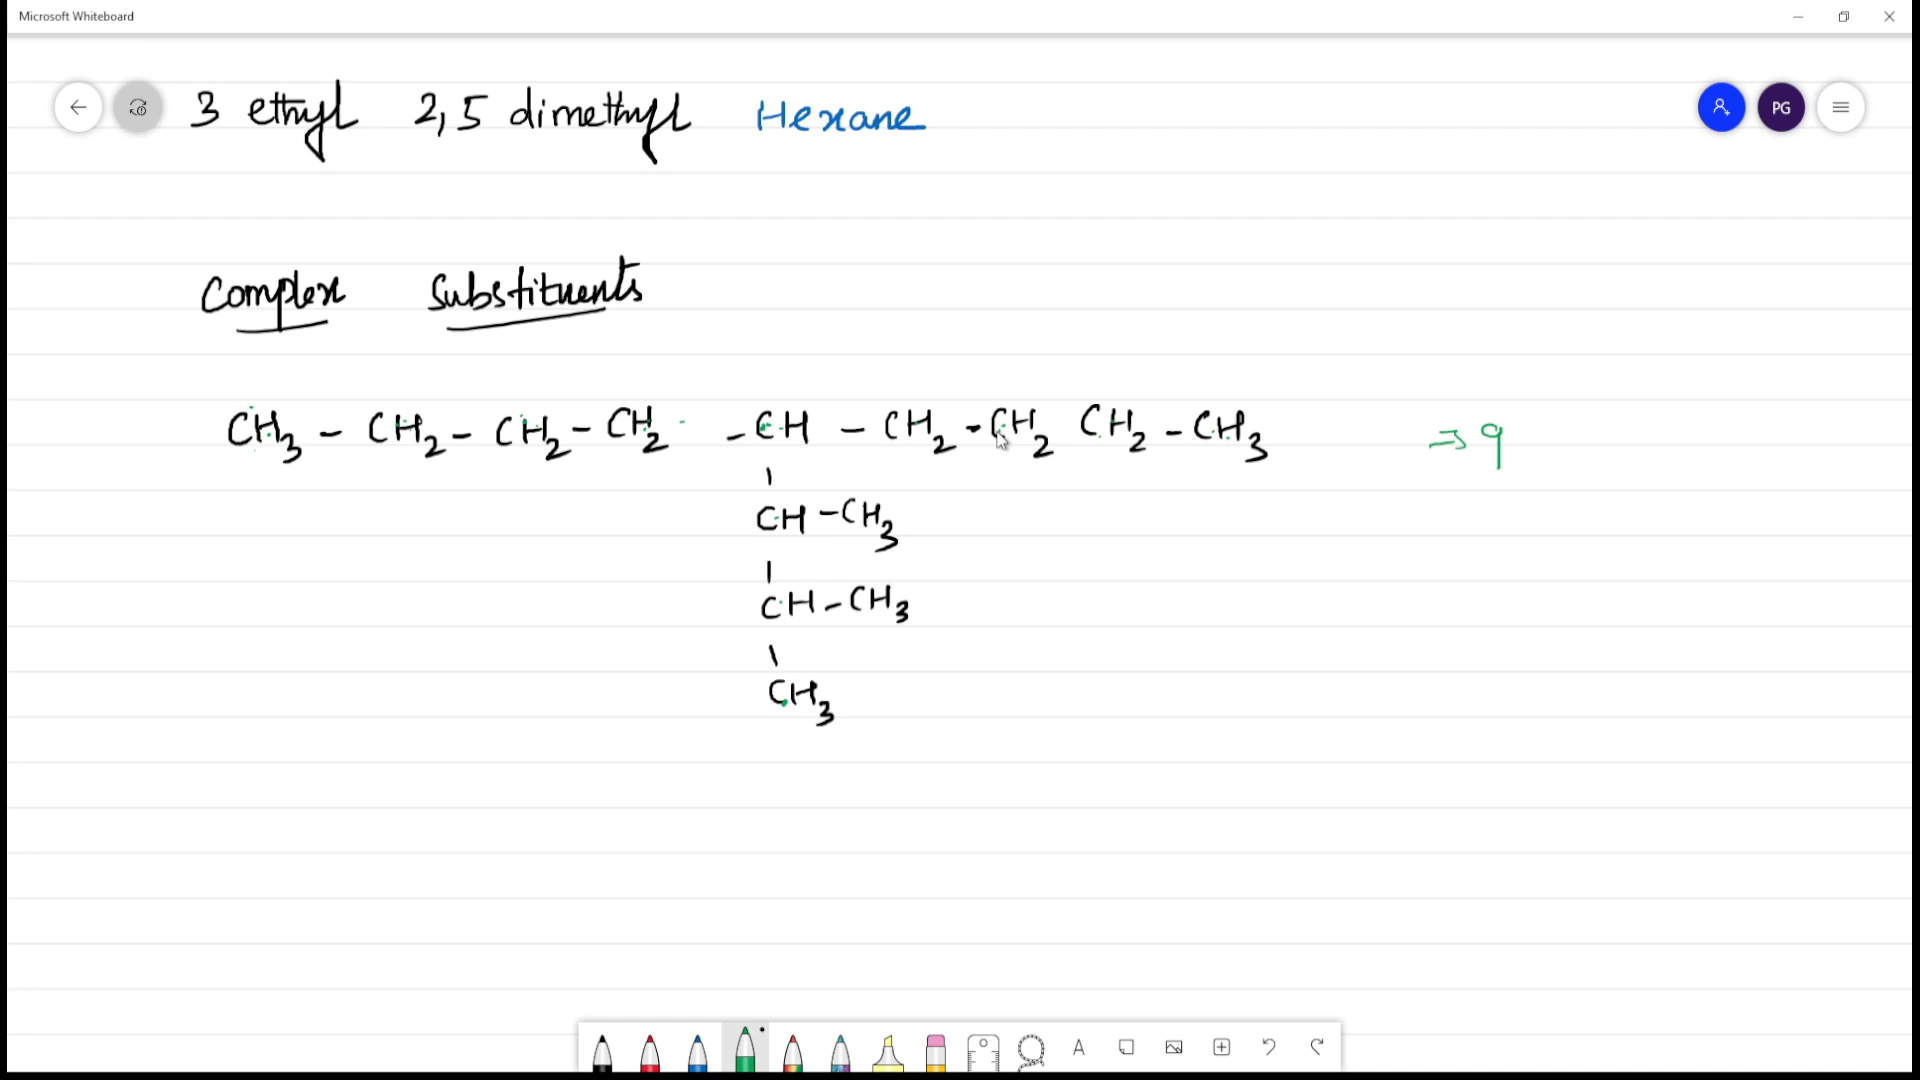 Microsoft Whiteboard
3 ethyl 2,5 dimethyl Hexane
PG
Complex Substituents
CH3 - CH2 - CH2 - CH2 - CH - CH2 - CH2 CH2 - CH3 ⇒ 9
CH - CH3
CH - CH3
CH3
A